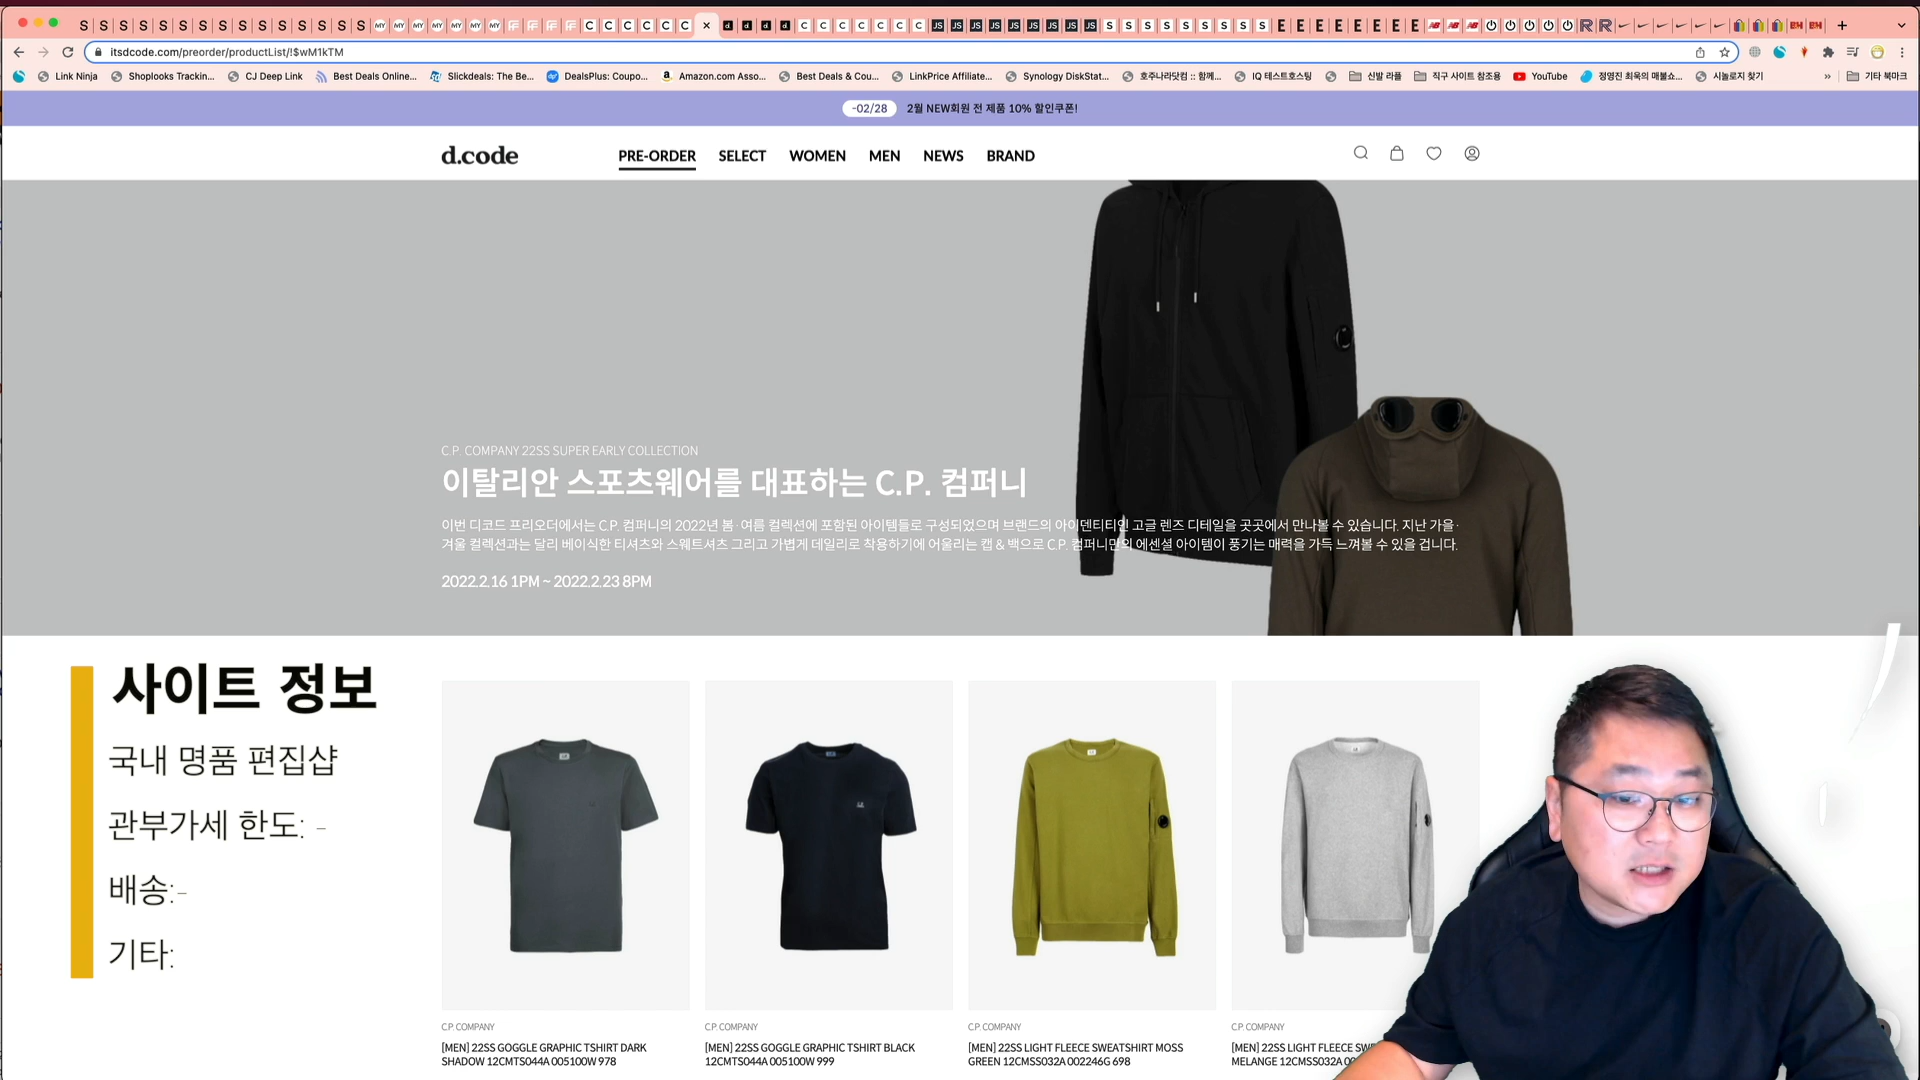 itsdcode.com/preorder/productList/!$wM1kTM
Link Ninja
Shoplooks Trackin...
CJ Deep Link
Best Deals Online...
Slickdeals: The Be...
DealsPlus: Coupo...
Amazon.com Asso...
Best Deals & Cou...
LinkPrice Affiliate...
Synology DiskStat...
호주나라닷컴 :: 함께...
IQ 테스트호스팅
신발 라플
직구 사이트 참조용
YouTube
정영진 최욱의 매불쇼...
시놀로지 찾기
»
기타 북마크
-02/28 2월 NEW회원 전 제품 10% 할인쿠폰!
d.code
PRE-ORDER SELECT WOMEN MEN NEWS BRAND
C.P. COMPANY 22SS SUPER EARLY COLLECTION
이탈리안 스포츠웨어를 대표하는 C.P. 컴퍼니
이번 디코드 프리오더에서는 C.P. 컴퍼니의 2022년 봄·여름 컬렉션에 포함된 아이템들로 구성되었으며 브랜드의 아이덴티티인 고글 렌즈 디테일을 곳곳에서 만나볼 수 있습니다. 지난 가을·
겨울 컬렉션과는 달리 베이식한 티셔츠와 스웨트셔츠 그리고 가볍게 데일리로 착용하기에 어울리는 캡 & 백으로 C.P. 컴퍼니만의 에센셜 아이템이 풍기는 매력을 가득 느껴볼 수 있을 겁니다.
2022.2.16 1PM ~ 2022.2.23 8PM
사이트 정보
국내 명품 편집샵
관부가세 한도: -
배송:-
기타:
C.P. COMPANY
[MEN] 22SS GOGGLE GRAPHIC TSHIRT DARK
SHADOW 12CMTS044A 005100W 978
C.P. COMPANY
[MEN] 22SS GOGGLE GRAPHIC TSHIRT BLACK
12CMTS044A 005100W 999
C.P. COMPANY
[MEN] 22SS LIGHT FLEECE SWEATSHIRT MOSS
GREEN 12CMSS032A 002246G 698
C.P. COMPANY
[MEN] 22SS LIGHT FLEECE
MELANGE 12CMSS032A